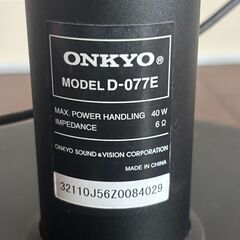 ONKYO®
MODEL D-077E
MAX. POWER HANDLING 40 W
IMPEDANCE 6 Ω
ONKYO SOUND & VISION CORPORATION
MADE IN CHINA
32110J56Z0084029